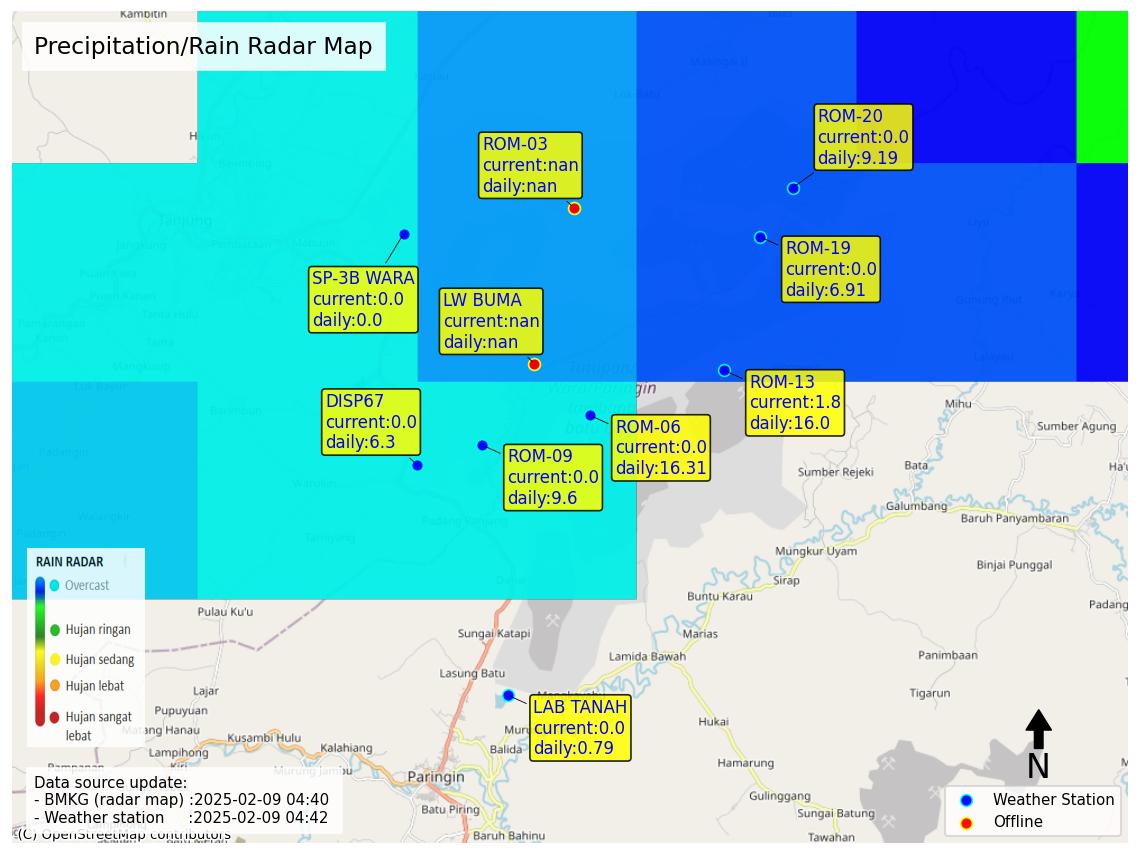 Kambitin
Precipitation/Rain Radar Map
ROM-20
current:0.0
daily:9.19
ROM-03
current:nan
daily:nan
Tanjung
ROM-19
current:0.0
daily:6.91
SP-3B WARA
current:0.0
daily:0.0
LW BUMA
current:nan
daily:nan
ROM-13
current:1.8
daily:16.0
DISP67
current:0.0
daily:6.3
ROM-06
current:0.0
daily:16.31
ROM-09
current:0.0
daily:9.6
Mihu
Sumber Agung
Bata
Sumber Rejeki
Galumbang
Baruh Panyambaran
Mungkur Uyam
Binjai Punggal
Sirap
Buntu Karau
Padang
RAIN RADAR
Overcast
Hujan ringan
Hujan sedang
Hujan lebat
Hujan sangat
lebat
Pulau Ku'u
Sungai Katapi
Marias
Lamida Bawah
Panimbaan
Lasung Batu
Lajar
Tigarun
Pupuyuan
Matang Hanau
LAB TANAH
current:0.0
daily:0.79
Hukai
Kusambi Hulu
Lampihong
Kalahiang
Balida
Murung Jambu
Hamarung
Paringin
N
Data source update:
- BMKG (radar map) :2025-02-09 04:40
- Weather station :2025-02-09 04:42
Gulinggang
Batu Piring
Sungai Batung
Weather Station
Offline
(C) OpenStreetMap contributors
Baruh Bahinu
Tawahan